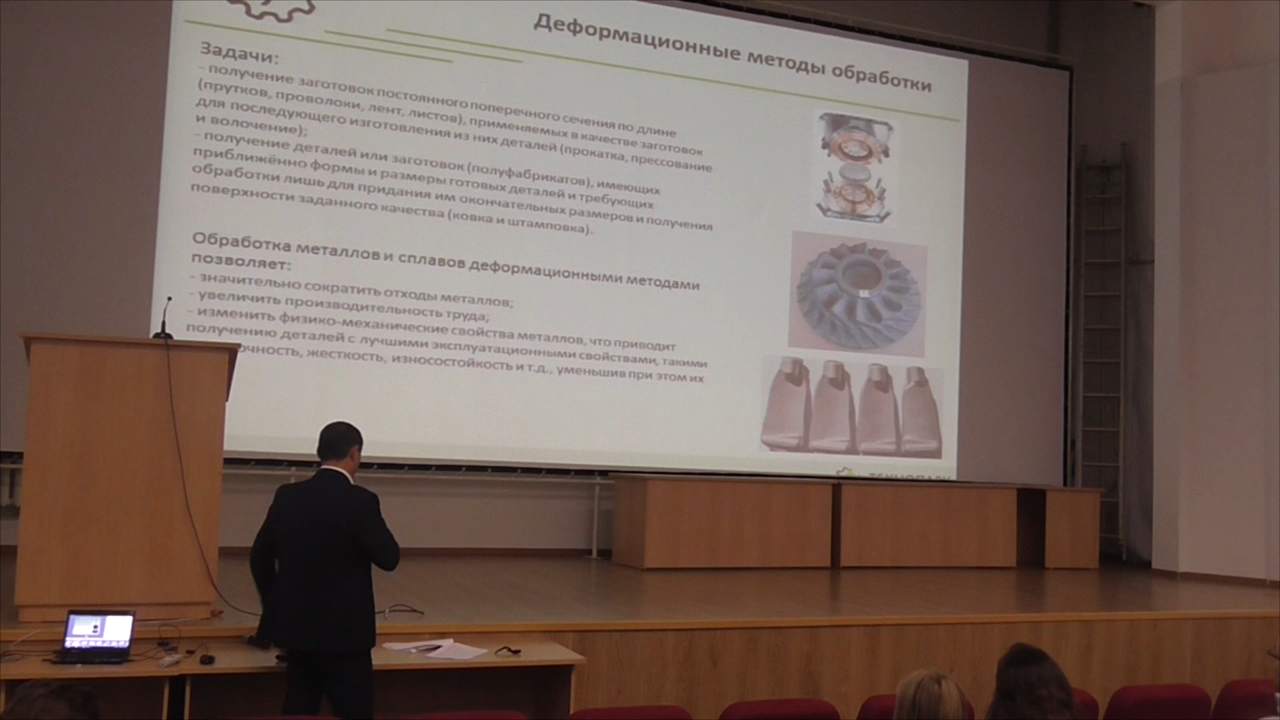 Деформационные методы обработки
Задачи:
- получение заготовок постоянного поперечного сечения по длине
(прутков, проволоки, лент, листов), применяемых в качестве заготовок
для последующего изготовления из них деталей (прокатка, прессование
и волочение);
- получение деталей или заготовок (полуфабрикатов), имеющих
приближённо формы и размеры готовых деталей и требующих
обработки лишь для придания им окончательных размеров и получения
поверхности заданного качества (ковка и штамповка).
Обработка металлов и сплавов деформационными методами
позволяет:
- значительно сократить отходы металлов;
- увеличить производительность труда;
- изменить физико-механические свойства металлов, что приводит
получению деталей с лучшими эксплуатационными свойствами, такими
жесткость, износостойкость и т.д., уменьшив при этом их